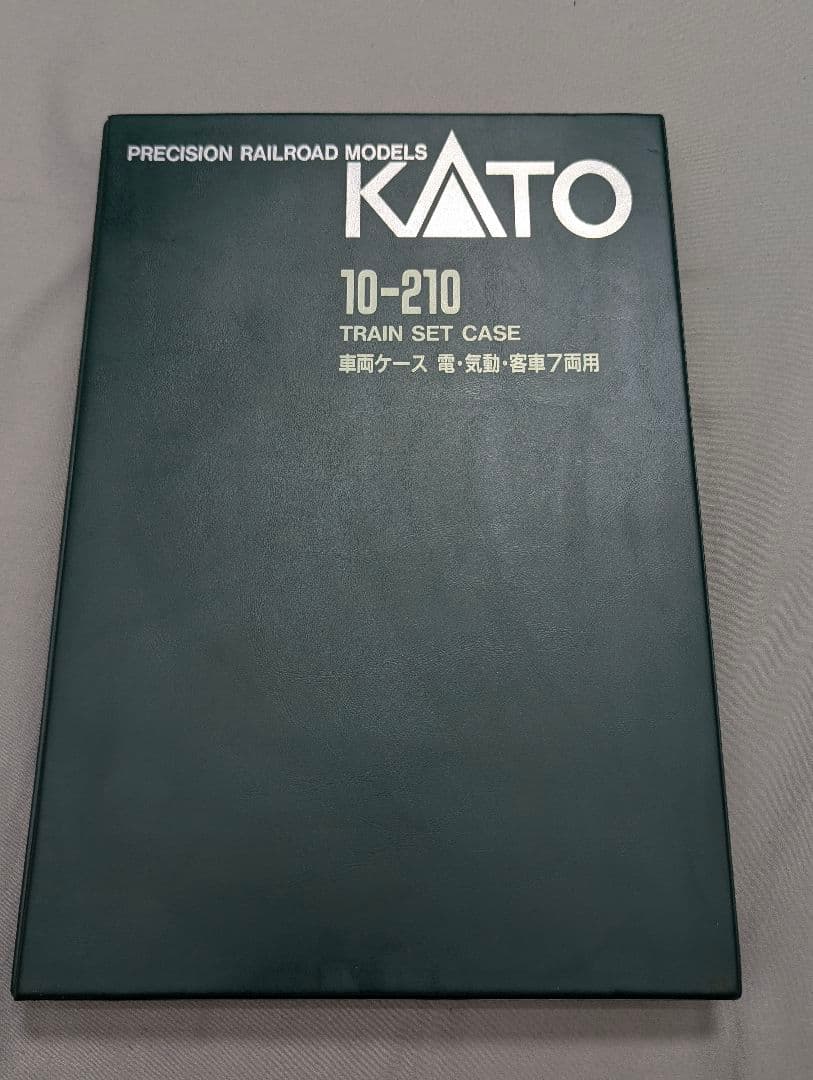 PRECISION RAILROAD MODELS
KATO
10-210
TRAIN SET CASE
車両ケース 電・気動・客車7両用